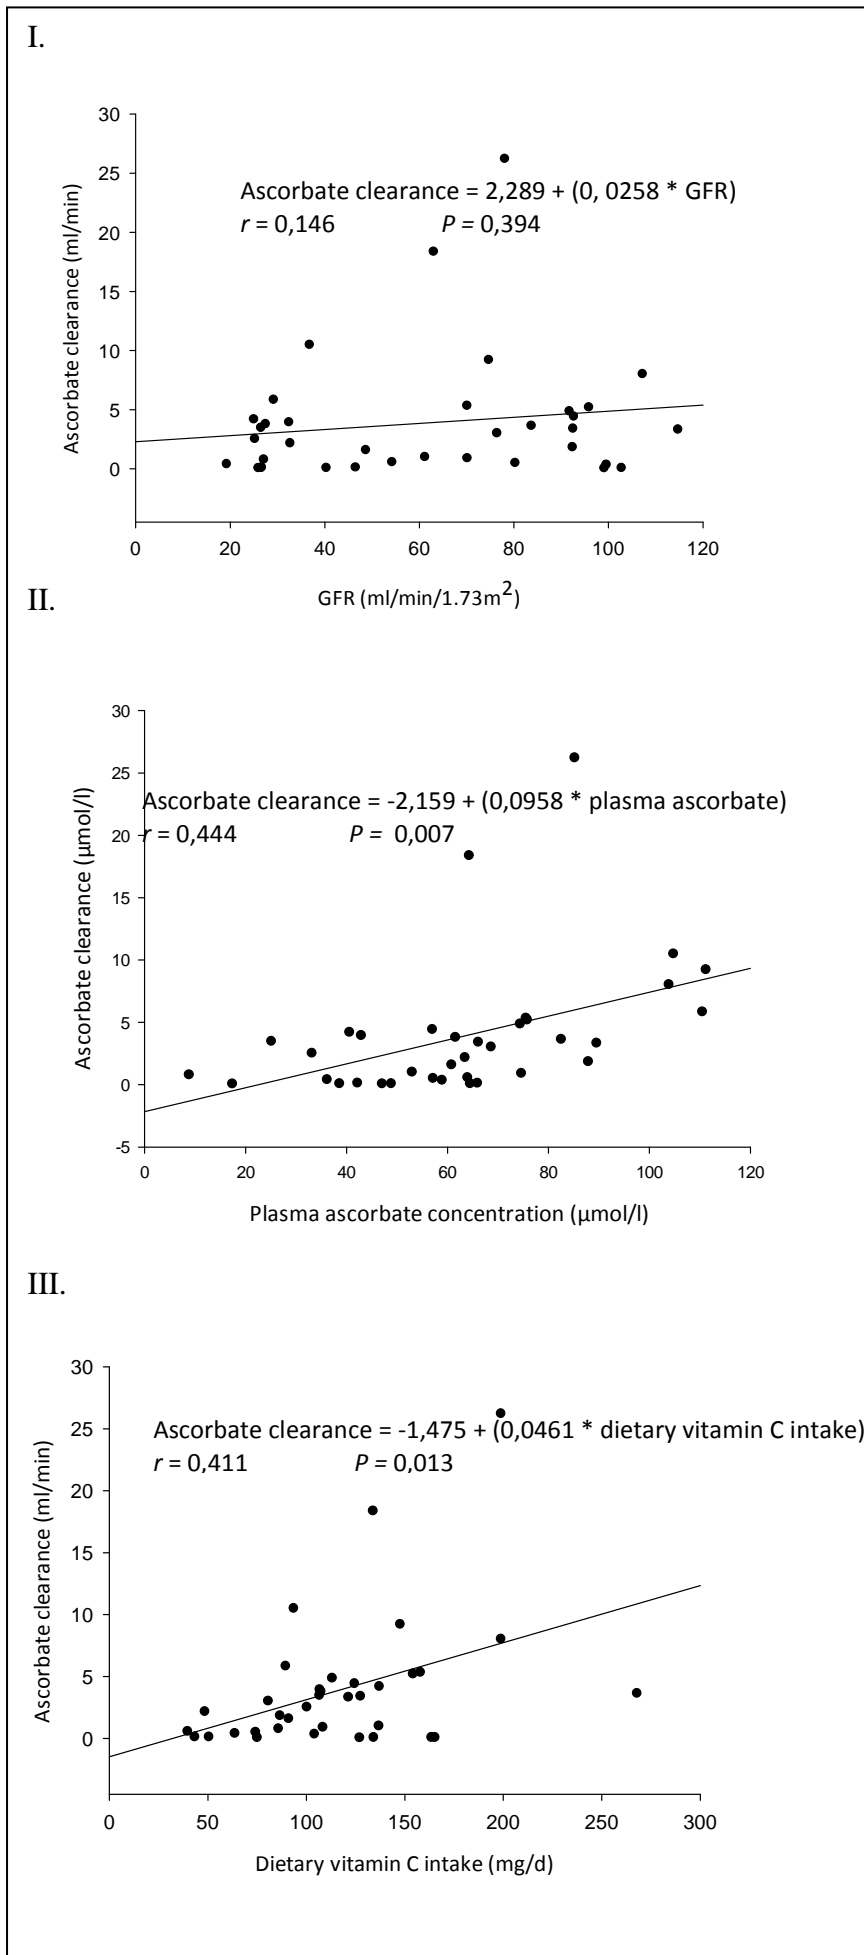 I.
30
25
20
15
10
5
0
Ascorbate clearance (ml/min)
Ascorbate clearance = 2,289 + (0, 0258 * GFR)
r = 0,146 P = 0,394
0 20 40 60 80 100 120
GFR (ml/min/1.73m²)
II.
30
25
20
15
10
5
0
-5
Ascorbate clearance (µmol/l)
Ascorbate clearance = -2,159 + (0,0958 * plasma ascorbate)
r = 0,444 P = 0,007
0 20 40 60 80 100 120
Plasma ascorbate concentration (µmol/l)
III.
30
25
20
15
10
5
0
Ascorbate clearance (ml/min)
Ascorbate clearance = -1,475 + (0,0461 * dietary vitamin C intake)
r = 0,411 P = 0,013
0 50 100 150 200 250 300
Dietary vitamin C intake (mg/d)